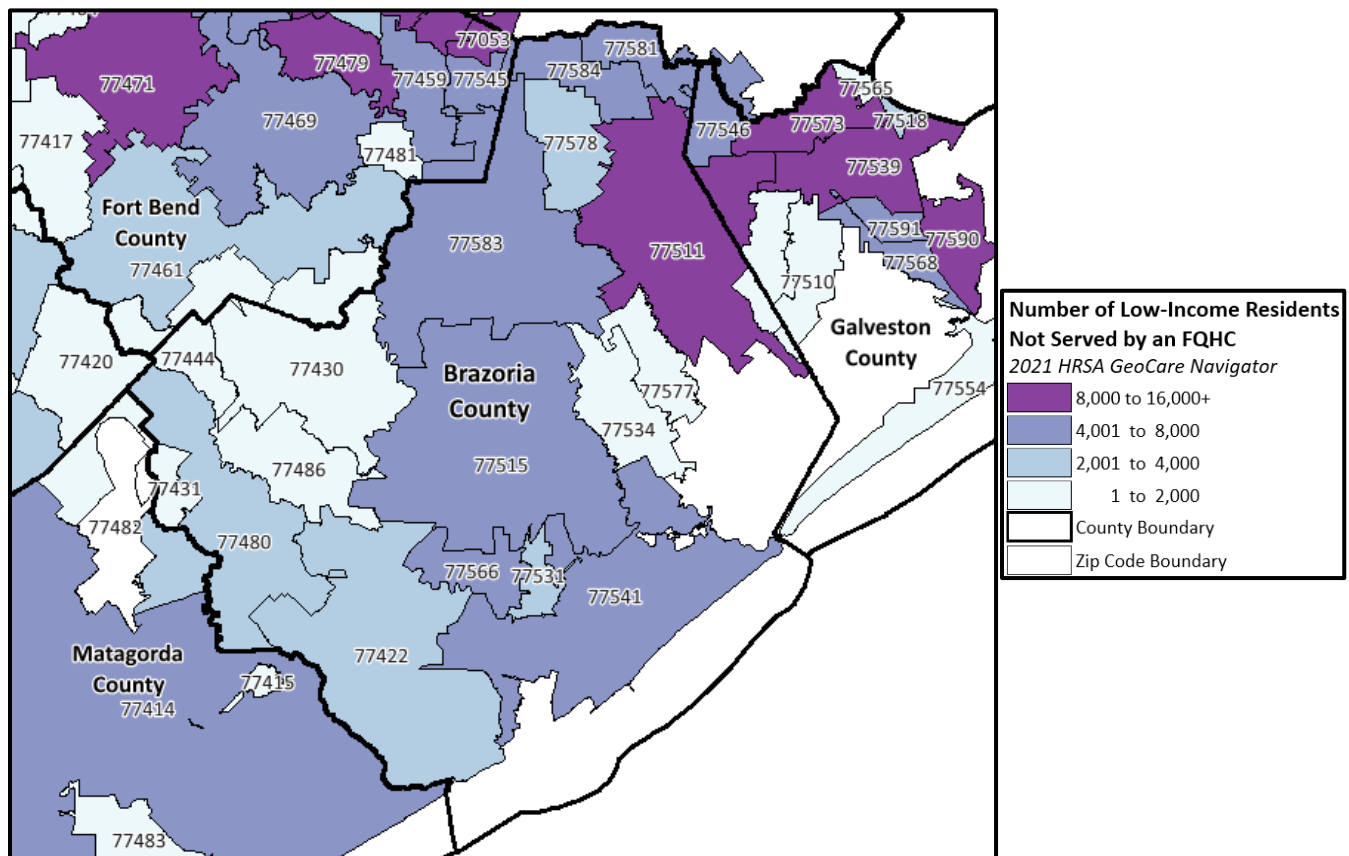 77053
77581
77479
77584
77471
77459
77545
77565
77469
77546
77573
77518
77417
77481
77578
77539
Fort Bend
County
77461
77583
77511
77591
77590
77568
77510
Galveston
County
77420
77444
77430
Brazoria
County
77577
77554
77534
77486
77515
77431
77482
77480
77566
77531
77541
Matagorda
County
77414
77422
77415
77483
Number of Low-Income Residents
Not Served by an FQHC
2021 HRSA GeoCare Navigator
8,000 to 16,000+
4,001 to 8,000
2,001 to 4,000
1 to 2,000
County Boundary
Zip Code Boundary